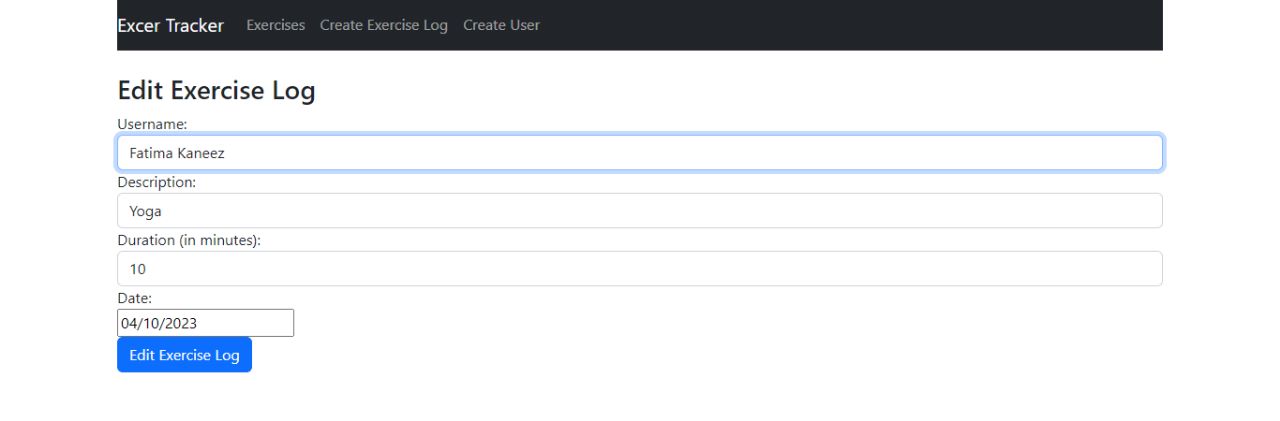 Excer Tracker Exercises Create Exercise Log Create User
Edit Exercise Log
Username:
Fatima Kaneez
Description:
Yoga
Duration (in minutes):
10
Date:
04/10/2023
Edit Exercise Log